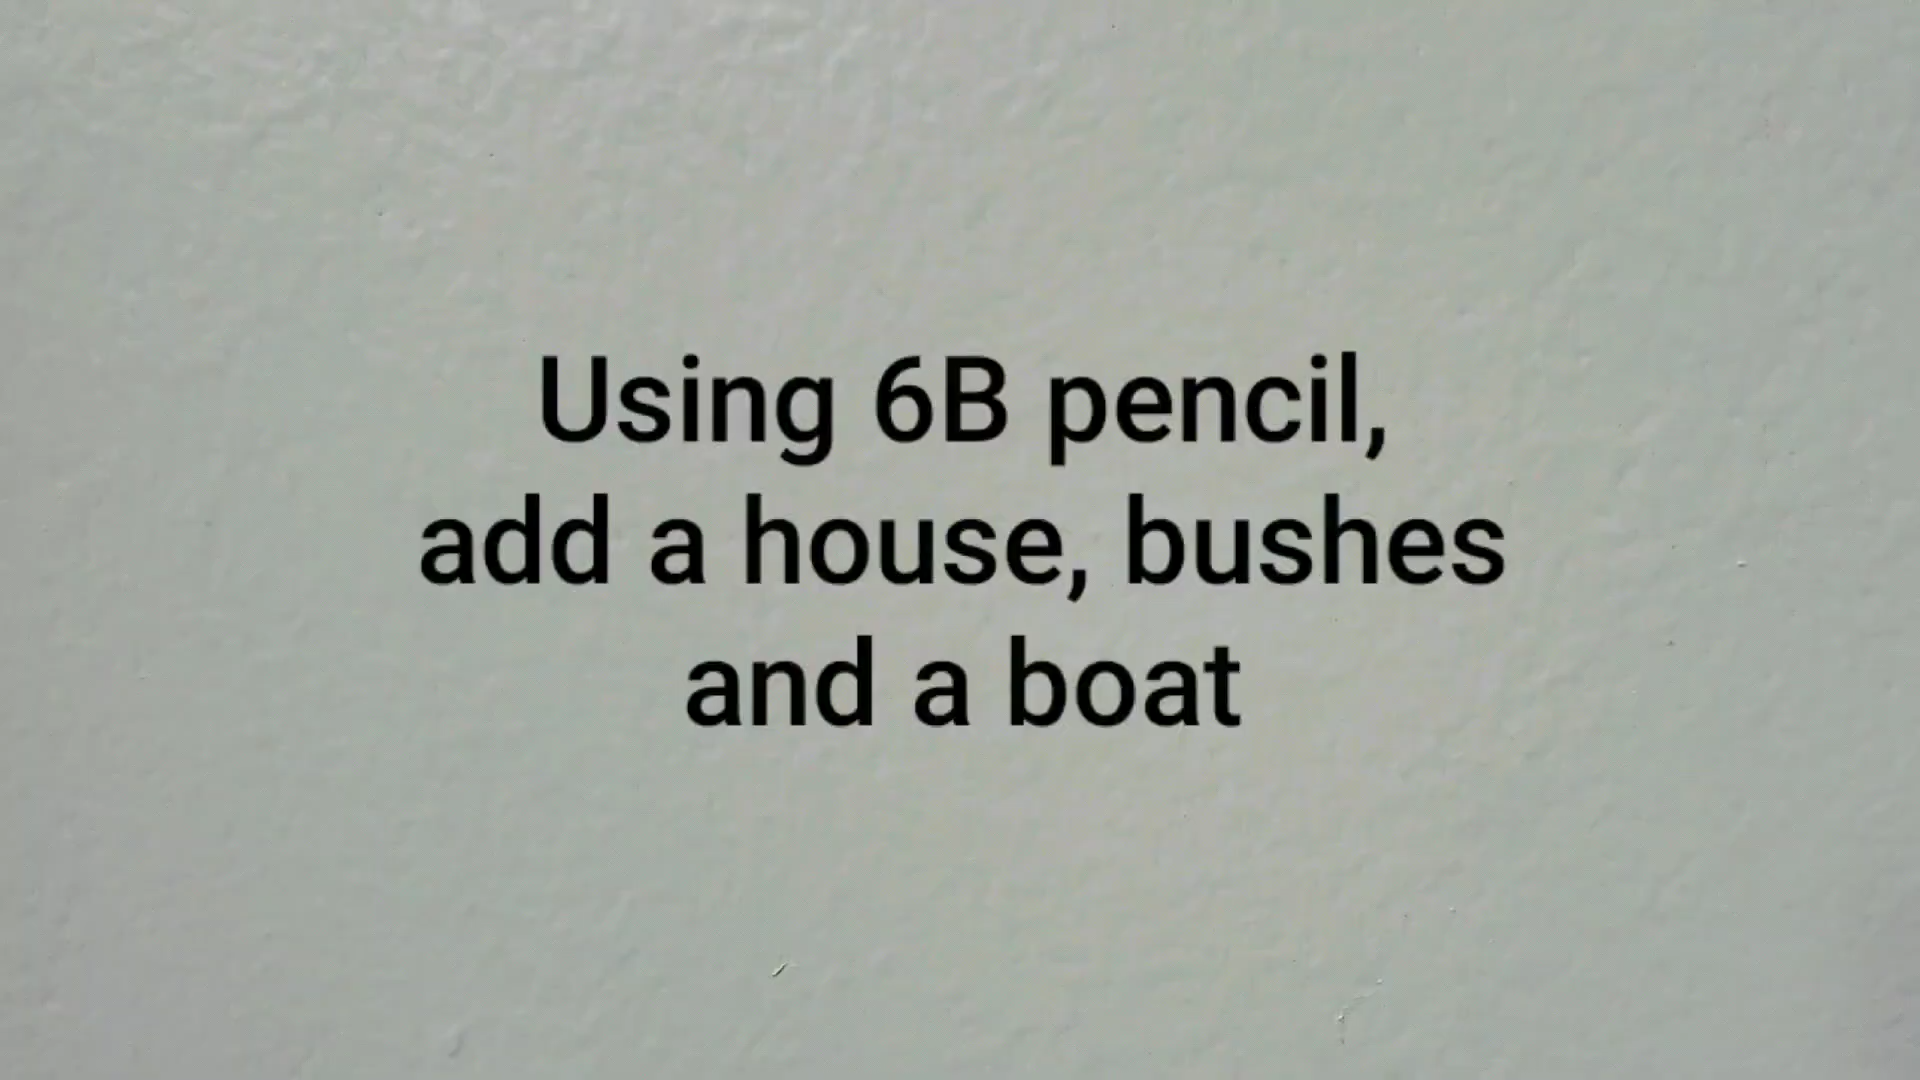 Using 6B pencil,
add a house, bushes
and a boat